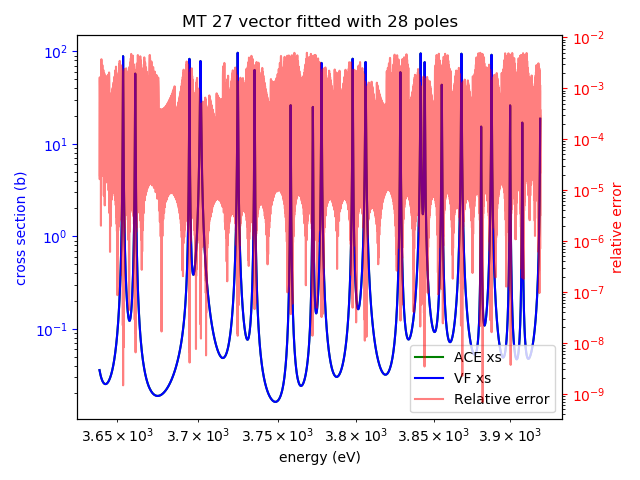 MT 27 vector fitted with 28 poles
cross section (b)
10²
10¹
10⁰
10⁻¹
10⁻²
10⁻³
10⁻⁴
10⁻⁵
10⁻⁶
10⁻⁷
10⁻⁸
10⁻⁹
relative error
ACE xs
VF xs
Relative error
3.65 × 10³ 3.7 × 10³ 3.75 × 10³ 3.8 × 10³ 3.85 × 10³ 3.9 × 10³
energy (eV)